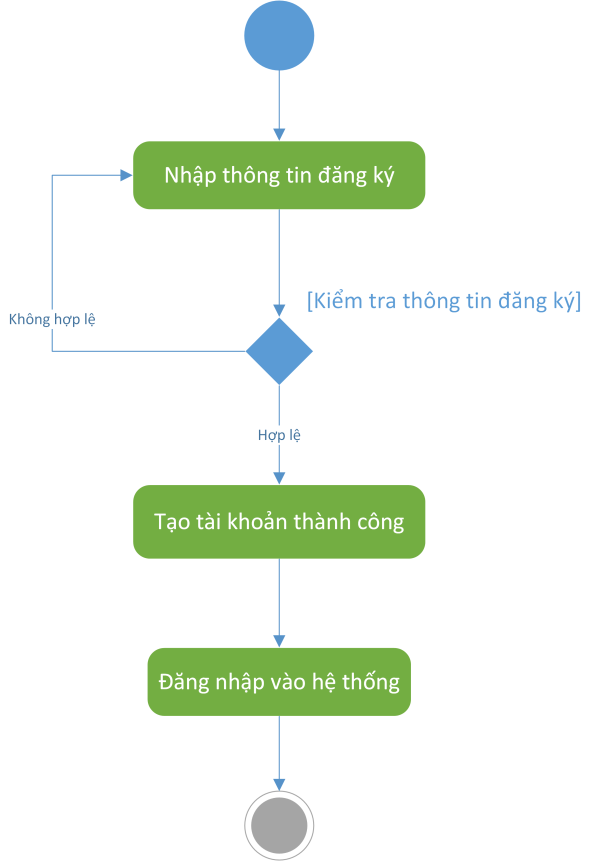 Nhập thông tin đăng ký
[Kiểm tra thông tin đăng ký]
Không hợp lệ
Hợp lệ
Tạo tài khoản thành công
Đăng nhập vào hệ thống